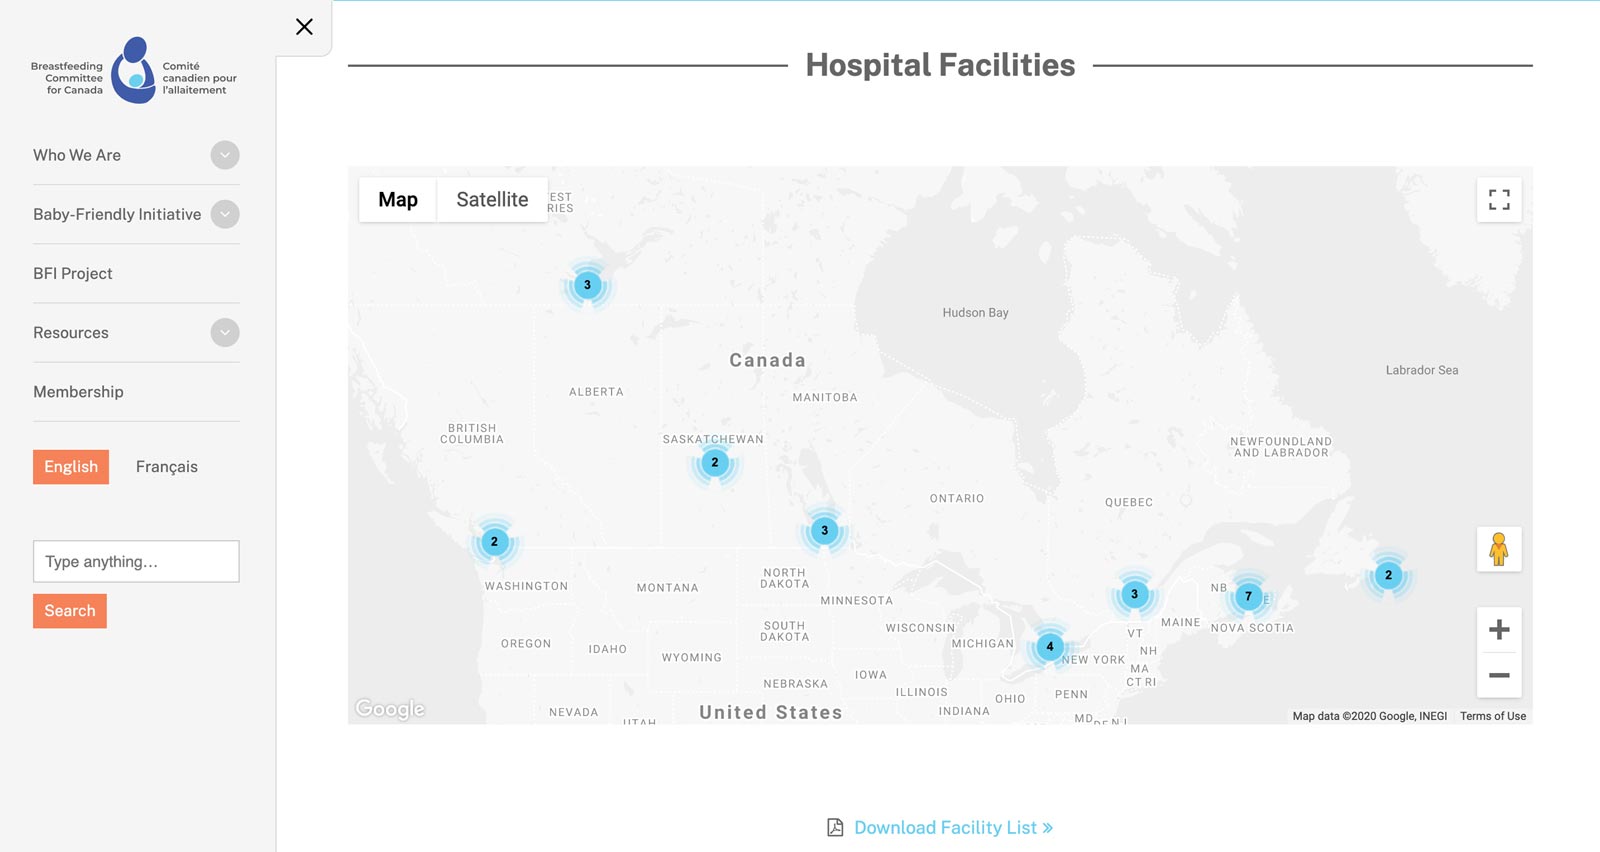 Breastfeeding
Committee
for Canada
Comité
canadien pour
l'allaitement
Who We Are
Baby-Friendly Initiative
BFI Project
Resources
Membership
English
Français
Type anything...
Search
Hospital Facilities
Map
Satellite
EST
RIES
3
Hudson Bay
Canada
Labrador Sea
ALBERTA
MANITOBA
BRITISH
COLUMBIA
SASKATCHEWAN
2
NEWFOUNDLAND
AND LABRADOR
ONTARIO
QUEBEC
2
3
WASHINGTON
MONTANA
NORTH
DAKOTA
MINNESOTA
3
NB
7
E
2
OREGON
IDAHO
SOUTH
DAKOTA
WISCONSIN
MICHIGAN
4
VT
MAINE
NOVA SCOTIA
WYOMING
NEW YORK
NH
MA
CT RI
NEBRASKA
IOWA
ILLINOIS
OHIO
PENN
NEVADA
UTAH
United States
INDIANA
MD
DE NJ
Google
Map data ©2020 Google, INEGI
Terms of Use
Download Facility List »